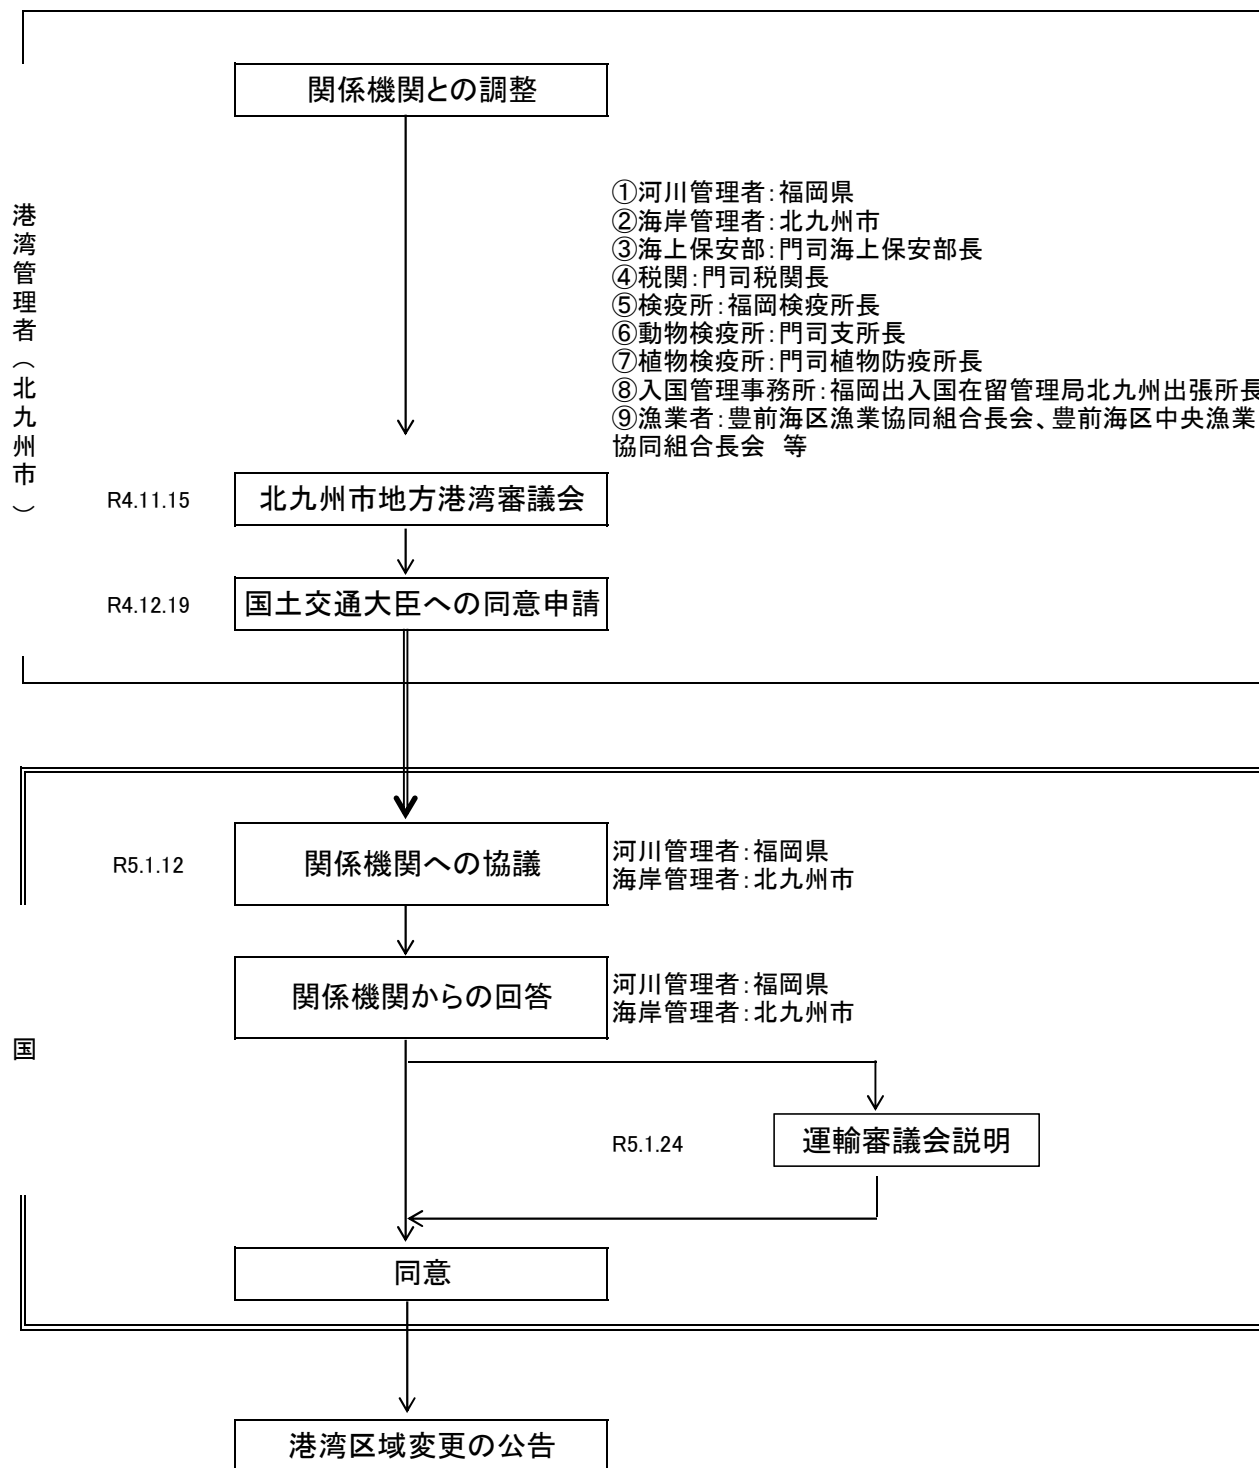 関係機関との調整
港湾管理者（北九州市）
①河川管理者：福岡県
②海岸管理者：北九州市
③海上保安部：門司海上保安部長
④税関：門司税関長
⑤検疫所：福岡検疫所長
⑥動物検疫所：門司支所長
⑦植物検疫所：門司植物防疫所長
⑧入国管理事務所：福岡出入国在留管理局北九州出張所長
⑨漁業者：豊前海区漁業協同組合長会、豊前海区中央漁業
協同組合長会　等
R4.11.15
北九州市地方港湾審議会
R4.12.19
国土交通大臣への同意申請
国
R5.1.12
関係機関への協議
河川管理者：福岡県
海岸管理者：北九州市
関係機関からの回答
河川管理者：福岡県
海岸管理者：北九州市
R5.1.24
運輸審議会説明
同意
港湾区域変更の公告